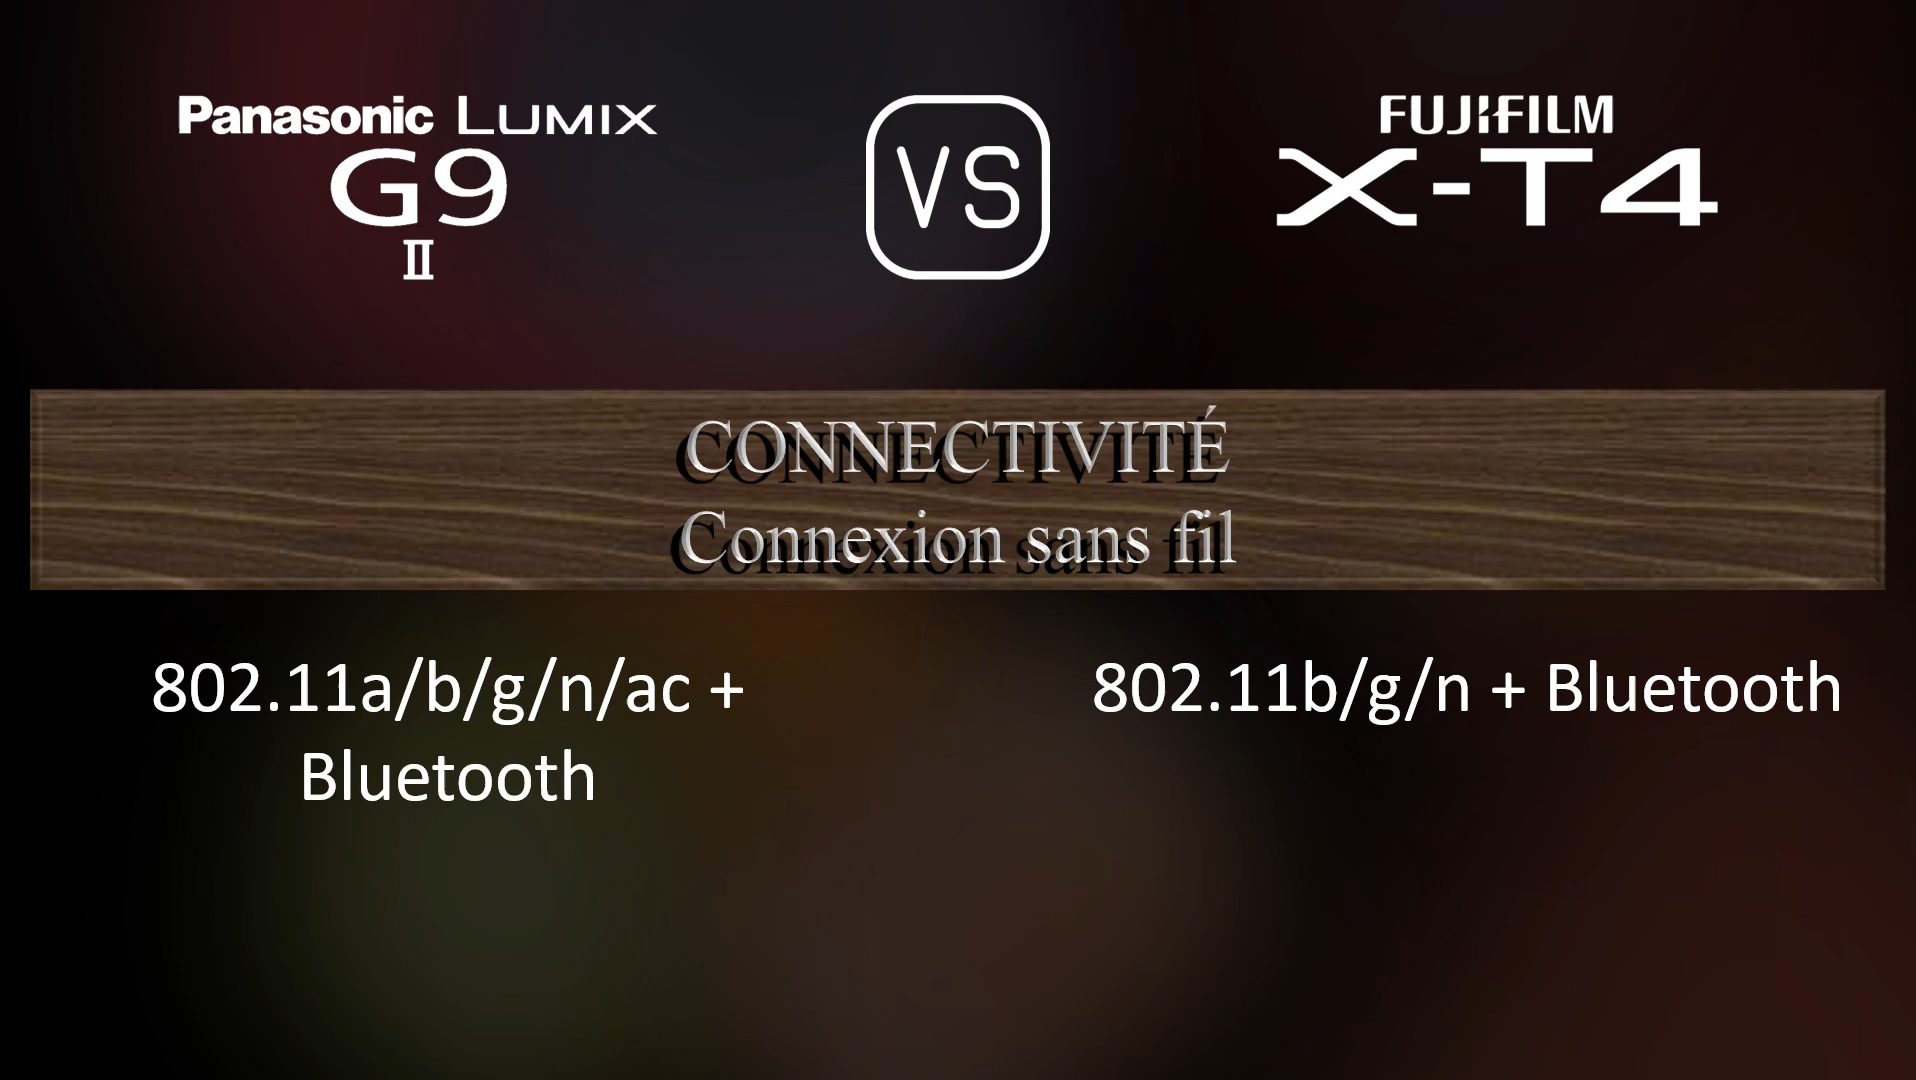 Panasonic LUMIX
G9
II
VS
FUJIFILM
X-T4
CONNECTIVITÉ
Connexion sans fil
802.11a/b/g/n/ac +
Bluetooth
802.11b/g/n + Bluetooth